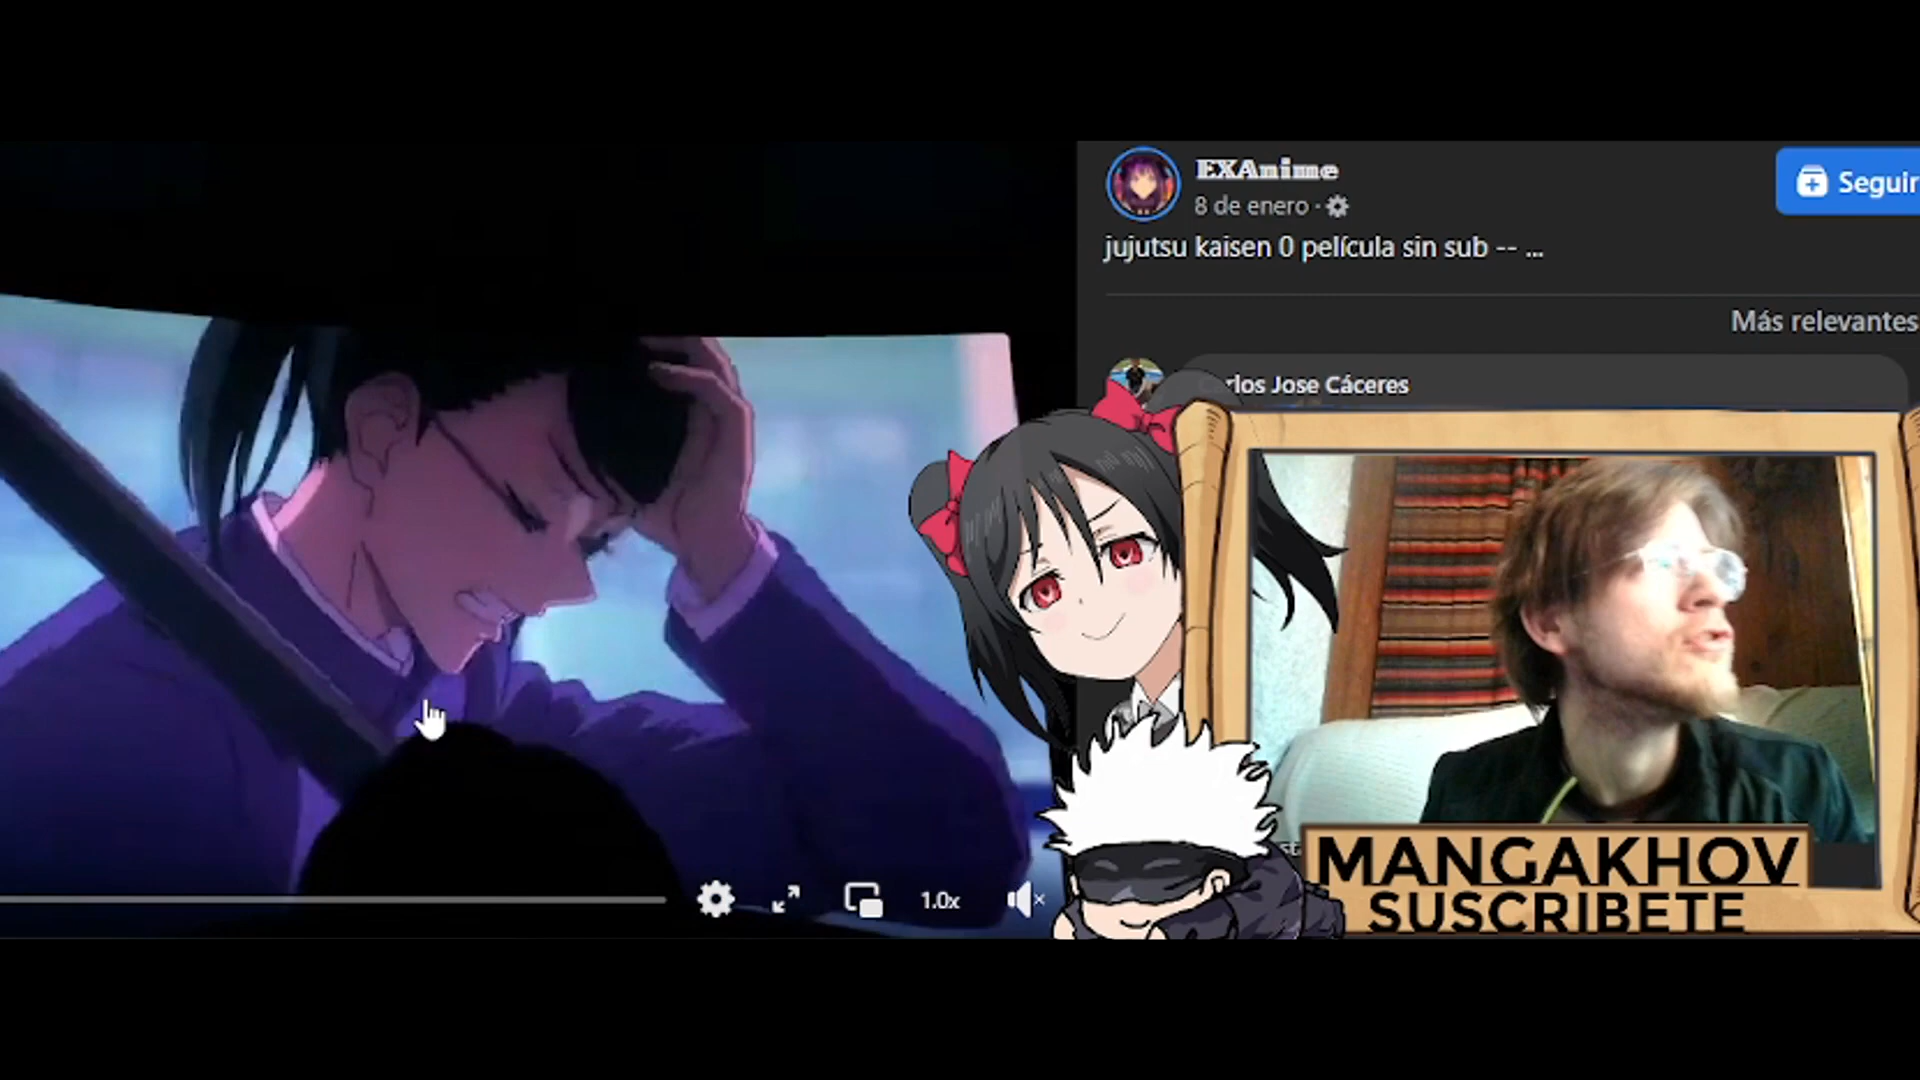 EXAnime
8 de enero ·
Seguir
jujutsu kaisen 0 película sin sub -- ...
Más relevantes
rlos Jose Cáceres
1.0x
MANGAKHOV
SUSCRIBETE